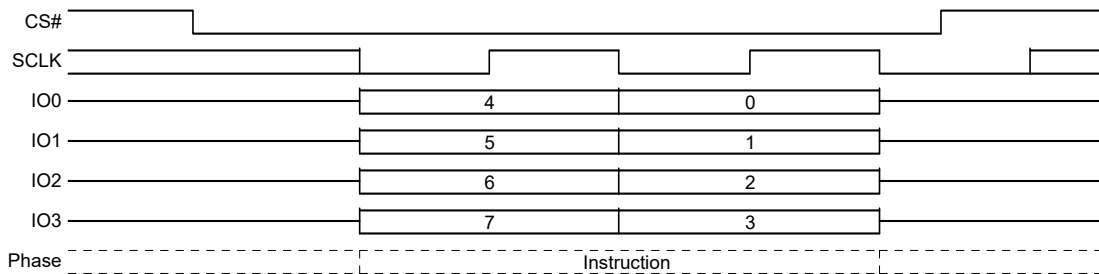 CS#
SCLK
IO0 4 0
IO1 5 1
IO2 6 2
IO3 7 3
Phase Instruction